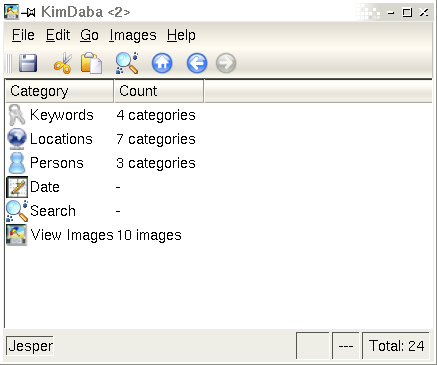 KimDaba <2>
File Edit Go Images Help
Category Count
Keywords 4 categories
Locations 7 categories
Persons 3 categories
Date -
Search -
View Images 10 images
Jesper --- Total: 24